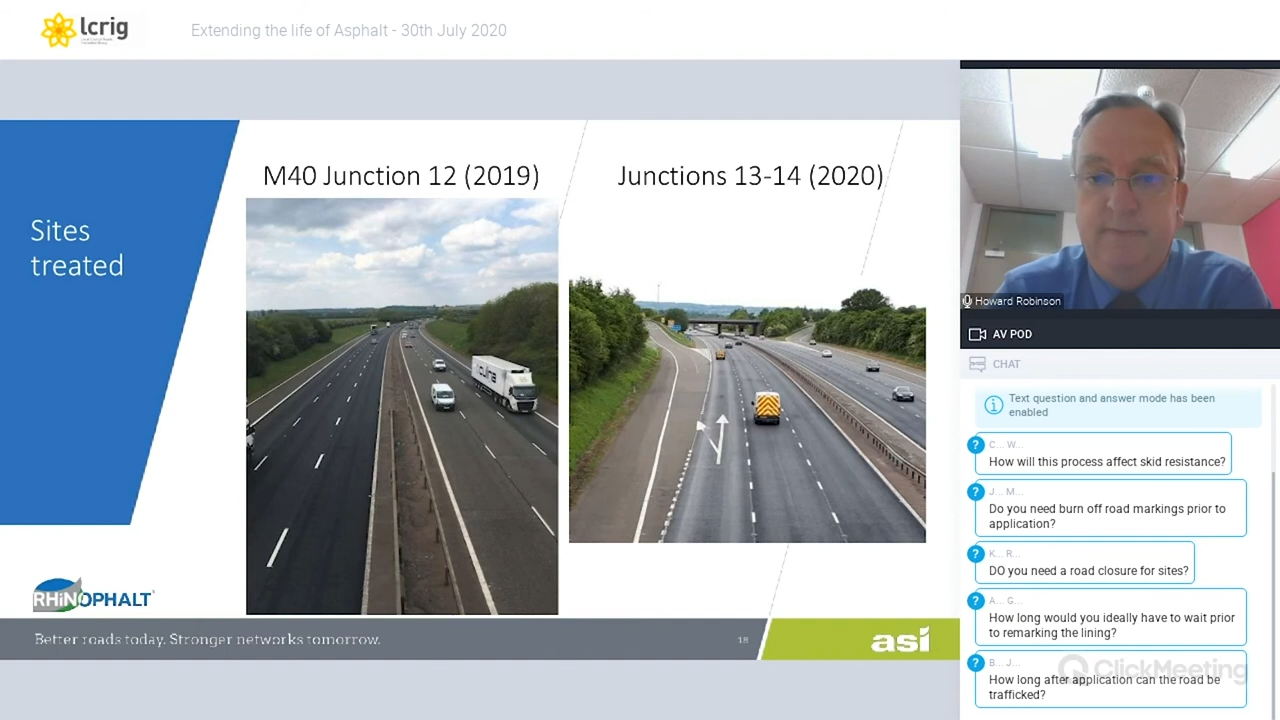 lcrig
Extending the life of Asphalt - 30th July 2020
Sites
treated
M40 Junction 12 (2019)
Junctions 13-14 (2020)
RHINOPHALT
Better roads today. Stronger networks tomorrow.
18
asi
Howard Robinson
AV POD
CHAT
Text question and answer mode has been
enabled
? C... W...
How will this process affect skid resistance?
? J... M...
Do you need burn off road markings prior to
application?
? K... R...
DO you need a road closure for sites?
? A... G...
How long would you ideally have to wait prior
to remarking the lining?
? B... J...
How long after application can the road be
trafficked?
ClickMeeting